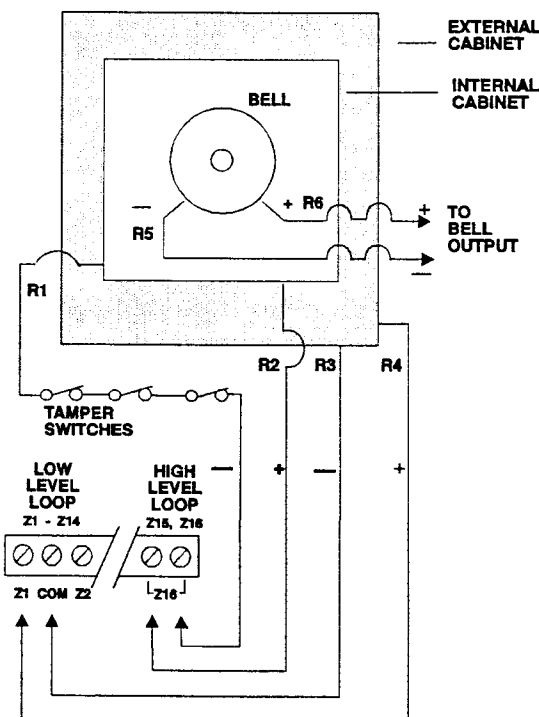 EXTERNAL
CABINET
INTERNAL
CABINET
BELL
— + R6
R5
+ TO
BELL
OUTPUT
—
R1
R2 R3 R4
TAMPER
SWITCHES
LOW
LEVEL
LOOP
Z1 - Z14
HIGH
LEVEL
LOOP
Z15, Z16
— + — +
Z1 COM Z2
Z16